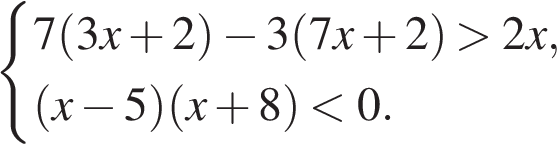 7(3x + 2) − 3(7x + 2) > 2x,
(x − 5)(x + 8) < 0.